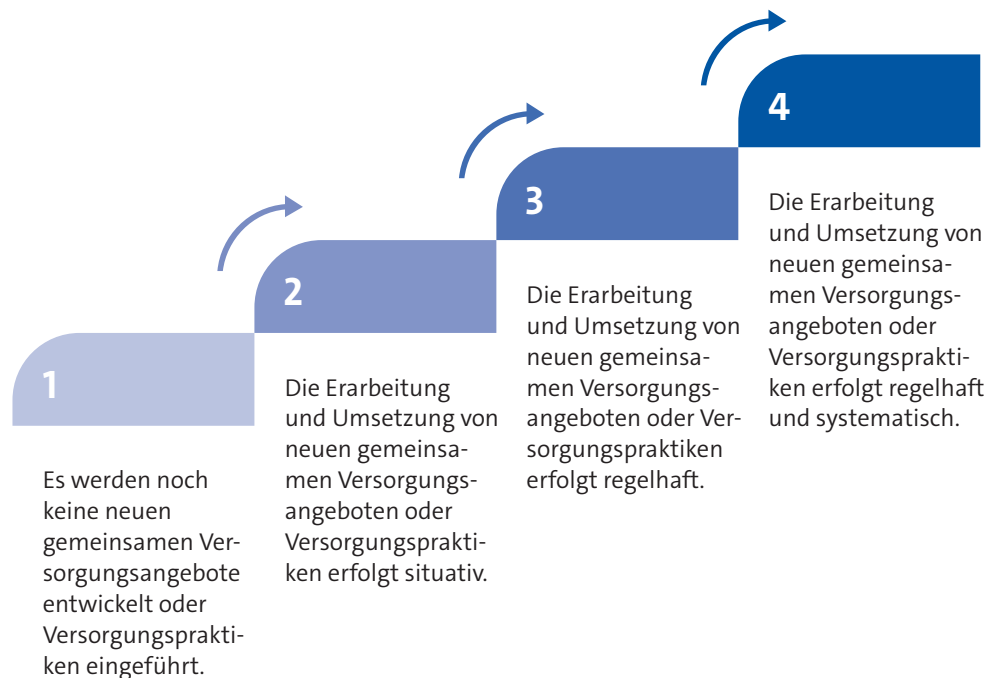 1
Es werden noch
keine neuen
gemeinsamen Ver-
sorgungsangebote
entwickelt oder
Versorgungsprakti-
ken eingeführt.
2
Die Erarbeitung
und Umsetzung von
neuen gemeinsa-
men Versorgungs-
angeboten oder
Versorgungsprakti-
ken erfolgt situativ.
3
Die Erarbeitung
und Umsetzung von
neuen gemeinsa-
men Versorgungs-
angeboten oder Ver-
sorgungspraktiken
erfolgt regelhaft.
4
Die Erarbeitung
und Umsetzung von
neuen gemeinsa-
men Versorgungs-
angeboten oder
Versorgungsprakti-
ken erfolgt regelhaft
und systematisch.